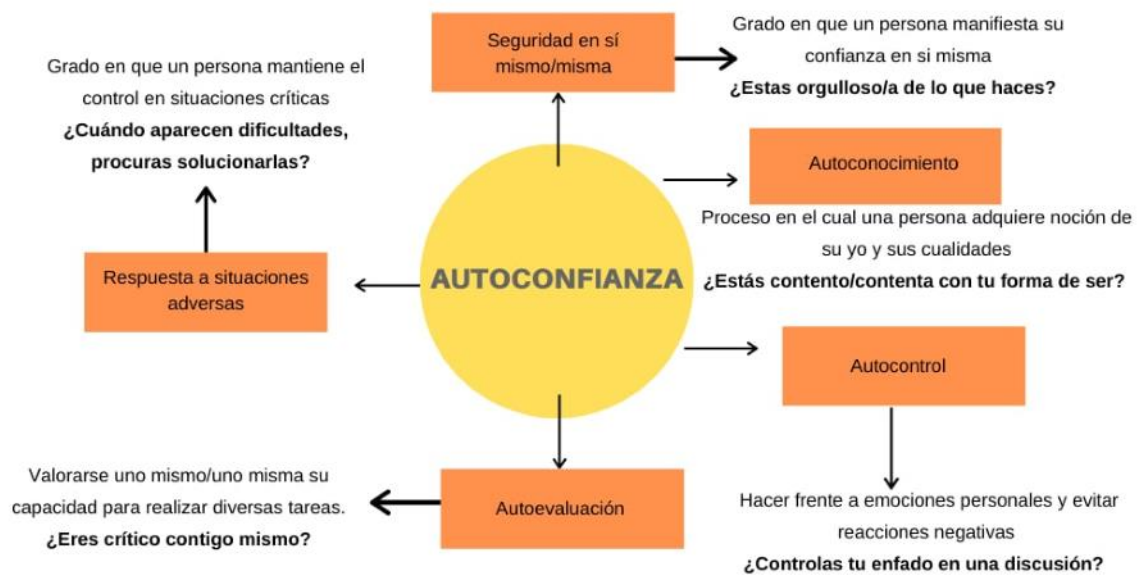 Seguridad en sí
mismo/misma
Grado en que un persona manifiesta su
confianza en si misma
¿Estas orgulloso/a de lo que haces?
Grado en que un persona mantiene el
control en situaciones críticas
¿Cuándo aparecen dificultades,
procuras solucionarlas?
Autoconocimiento
Proceso en el cual una persona adquiere noción de
su yo y sus cualidades
¿Estás contento/contenta con tu forma de ser?
Respuesta a situaciones
adversas
AUTOCONFIANZA
Autocontrol
Hacer frente a emociones personales y evitar
reacciones negativas
¿Controlas tu enfado en una discusión?
Autoevaluación
Valorarse uno mismo/uno misma su
capacidad para realizar diversas tareas.
¿Eres crítico contigo mismo?